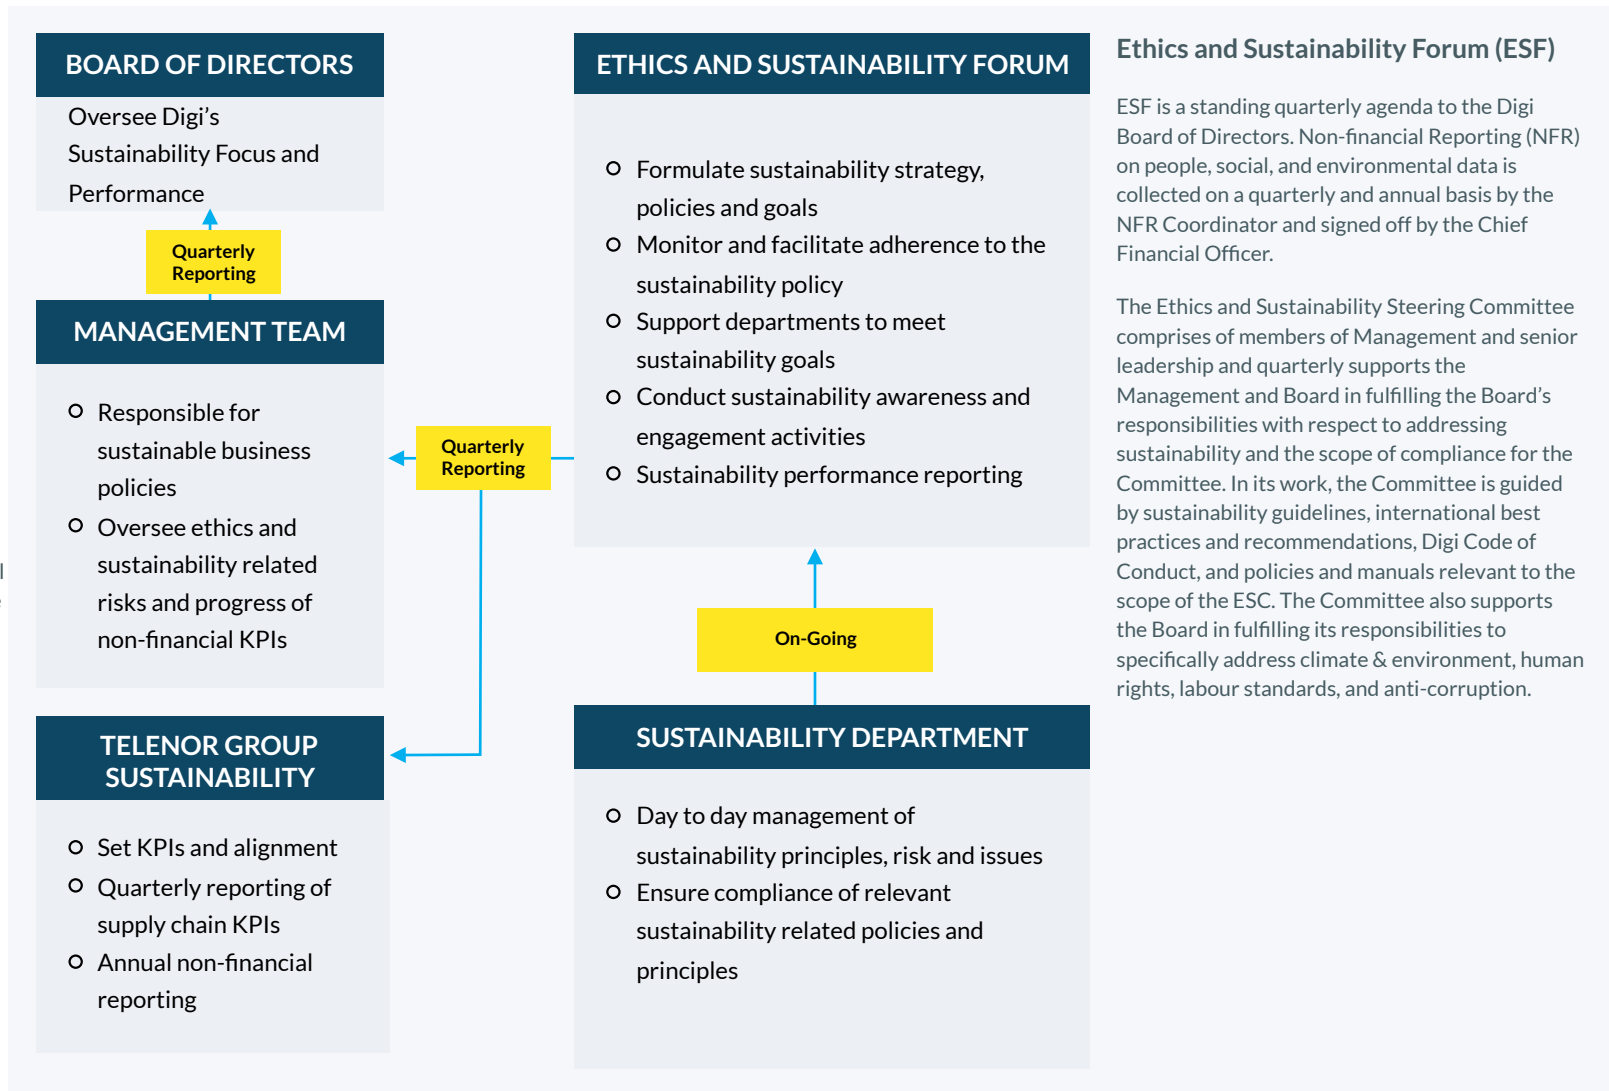 BOARD OF DIRECTORS
Oversee Digi's
Sustainability Focus and
Performance
Quarterly
Reporting
MANAGEMENT TEAM
Responsible for
sustainable business
policies
Oversee ethics and
sustainability related
risks and progress of
non-financial KPIs
Quarterly
Reporting
TELENOR GROUP
SUSTAINABILITY
Set KPIs and alignment
Quarterly reporting of
supply chain KPIs
Annual non-financial
reporting
ETHICS AND SUSTAINABILITY FORUM
Formulate sustainability strategy,
policies and goals
Monitor and facilitate adherence to the
sustainability policy
Support departments to meet
sustainability goals
Conduct sustainability awareness and
engagement activities
Sustainability performance reporting
On-Going
SUSTAINABILITY DEPARTMENT
Day to day management of
sustainability principles, risk and issues
Ensure compliance of relevant
sustainability related policies and
principles
Ethics and Sustainability Forum (ESF)
ESF is a standing quarterly agenda to the Digi
Board of Directors. Non-financial Reporting (NFR)
on people, social, and environmental data is
collected on a quarterly and annual basis by the
NFR Coordinator and signed off by the Chief
Financial Officer.
The Ethics and Sustainability Steering Committee
comprises of members of Management and senior
leadership and quarterly supports the
Management and Board in fulfilling the Board's
responsibilities with respect to addressing
sustainability and the scope of compliance for the
Committee. In its work, the Committee is guided
by sustainability guidelines, international best
practices and recommendations, Digi Code of
Conduct, and policies and manuals relevant to the
scope of the ESC. The Committee also supports
the Board in fulfilling its responsibilities to
specifically address climate & environment, human
rights, labour standards, and anti-corruption.